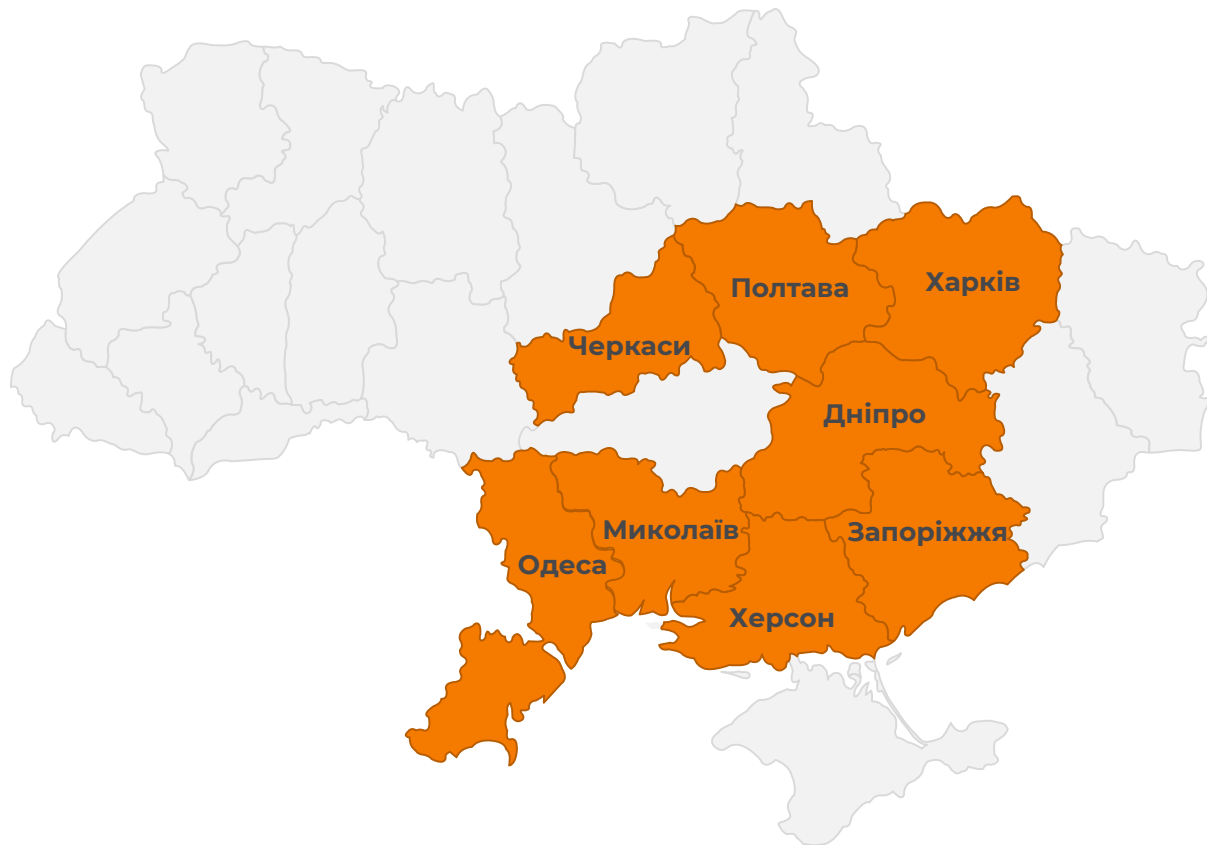 Харків
Полтава
Черкаси
Дніпро
Миколаїв
Запоріжжя
Одеса
Херсон